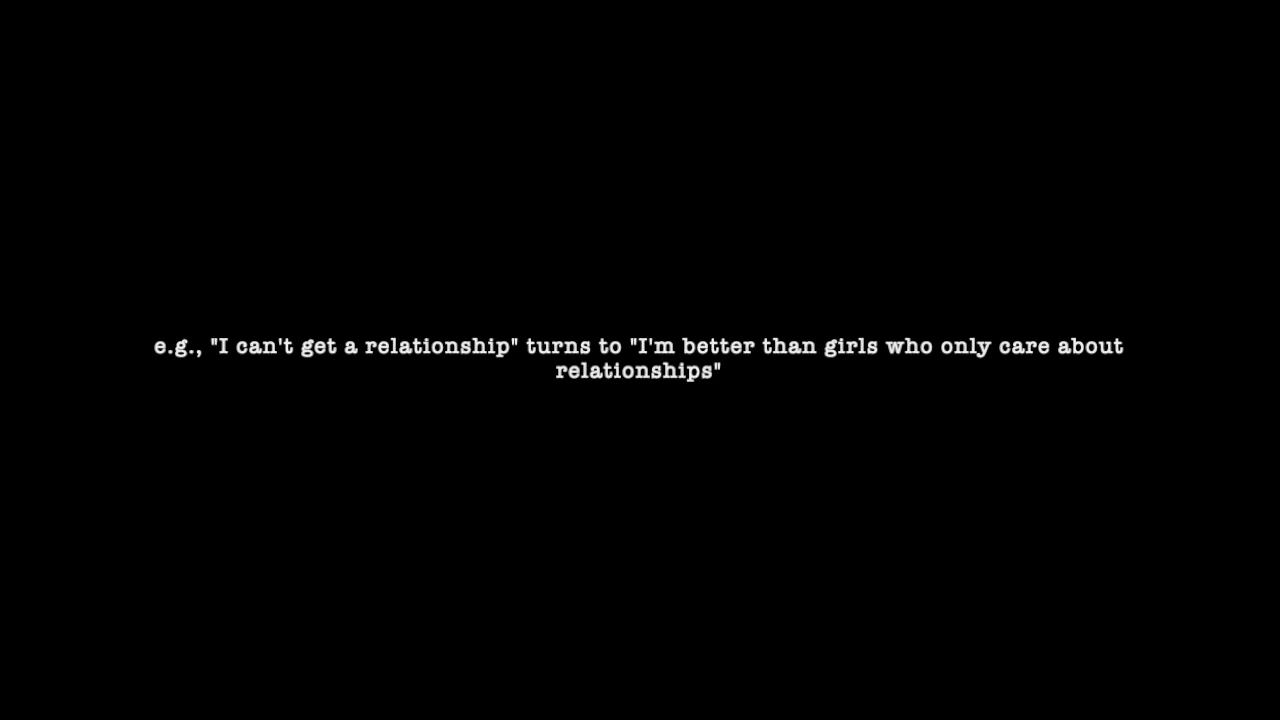 e.g., "I can't get a relationship" turns to "I'm better than girls who only care about
relationships"